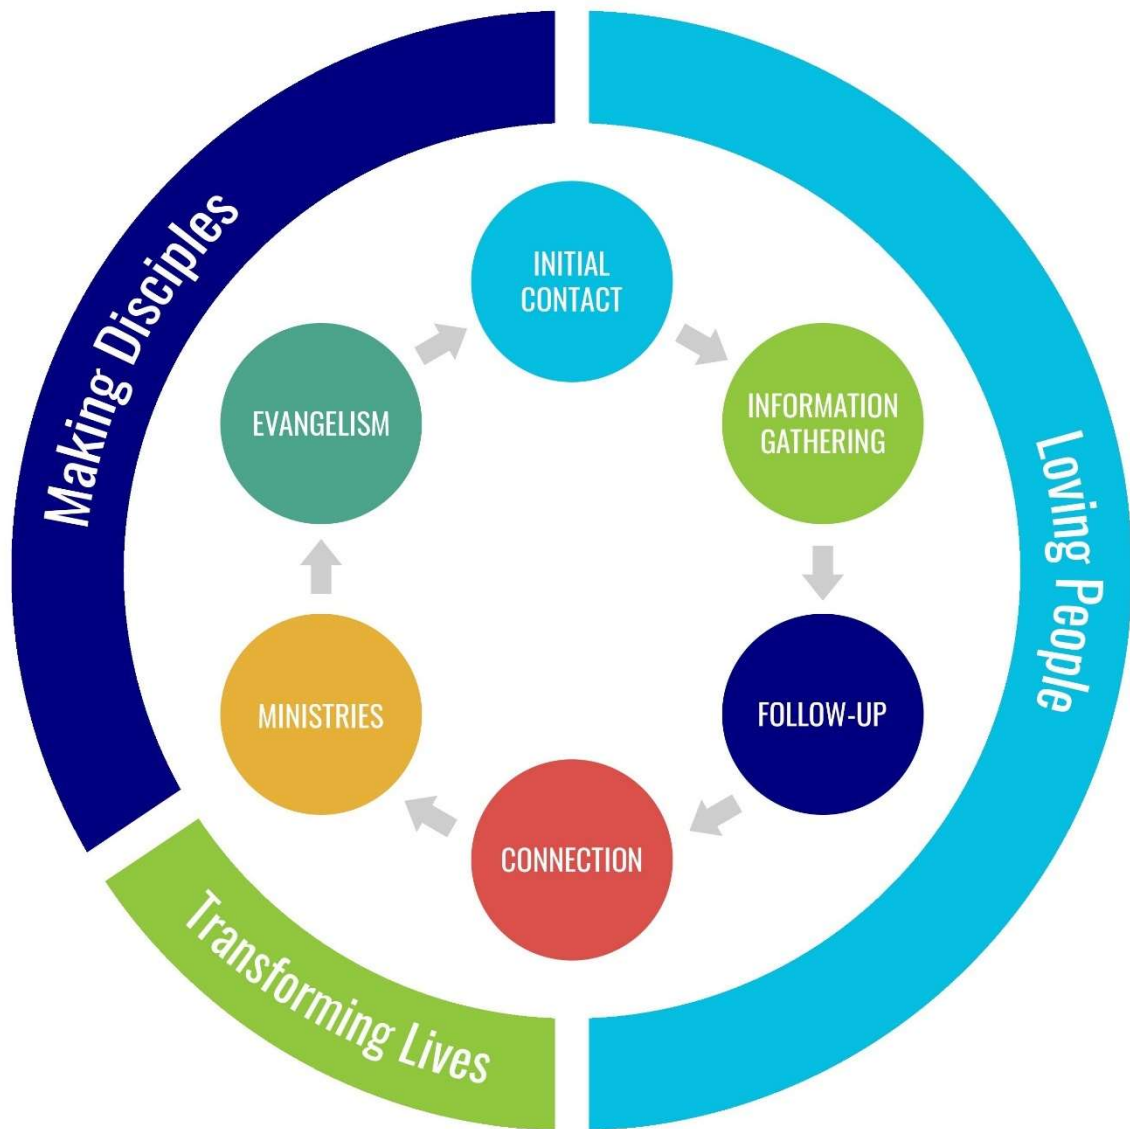 INITIAL
CONTACT
INFORMATION
GATHERING
FOLLOW-UP
CONNECTION
MINISTRIES
EVANGELISM
Loving People
Transforming Lives
Making Disciples